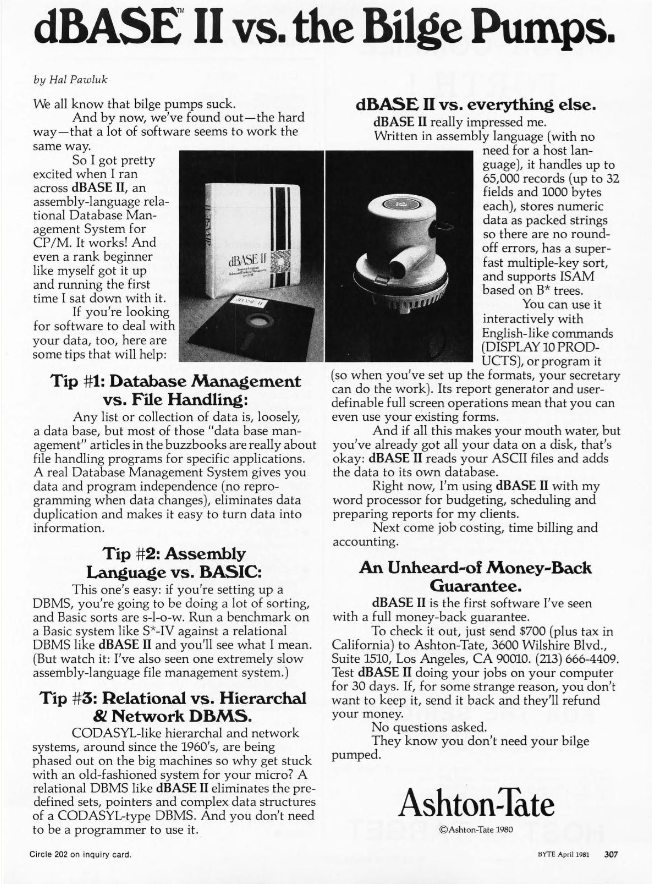 dBASE™ II vs. the Bilge Pumps.
by Hal Pawluk
We all know that bilge pumps suck.
And by now, we've found out—the hard
way—that a lot of software seems to work the
same way.
So I got pretty
excited when I ran
across dBASE II, an
assembly-language rela-
tional Database Man-
agement System for
CP/M. It works! And
even a rank beginner
like myself got it up
and running the first
time I sat down with it.
If you're looking
for software to deal with
your data, too, here are
some tips that will help:
Tip #1: Database Management
vs. File Handling:
Any list or collection of data is, loosely,
a data base, but most of those "data base man-
agement" articles in the buzzbooks are really about
file handling programs for specific applications.
A real Database Management System gives you
data and program independence (no repro-
gramming when data changes), eliminates data
duplication and makes it easy to turn data into
information.
Tip #2: Assembly
Language vs. BASIC:
This one's easy: if you're setting up a
DBMS, you're going to be doing a lot of sorting,
and Basic sorts are s-l-o-w. Run a benchmark on
a Basic system like S*-IV against a relational
DBMS like dBASE II and you'll see what I mean.
(But watch it: I've also seen one extremely slow
assembly-language file management system.)
Tip #3: Relational vs. Hierarchal
& Network DBMS.
CODASYL-like hierarchal and network
systems, around since the 1960's, are being
phased out on the big machines so why get stuck
with an old-fashioned system for your micro? A
relational DBMS like dBASE II eliminates the pre-
defined sets, pointers and complex data structures
of a CODASYL-type DBMS. And you don't need
to be a programmer to use it.
dBASE II
dBASE II
dBASE II vs. everything else.
dBASE II really impressed me.
Written in assembly language (with no
need for a host lan-
guage), it handles up to
65,000 records (up to 32
fields and 1000 bytes
each), stores numeric
data as packed strings
so there are no round-
off errors, has a super-
fast multiple-key sort,
and supports ISAM
based on B* trees.
You can use it
interactively with
English-like commands
(DISPLAY 10 PROD-
UCTS), or program it
(so when you've set up the formats, your secretary
can do the work). Its report generator and user-
definable full screen operations mean that you can
even use your existing forms.
And if all this makes your mouth water, but
you've already got all your data on a disk, that's
okay: dBASE II reads your ASCII files and adds
the data to its own database.
Right now, I'm using dBASE II with my
word processor for budgeting, scheduling and
preparing reports for my clients.
Next come job costing, time billing and
accounting.
An Unheard-of Money-Back
Guarantee.
dBASE II is the first software I've seen
with a full money-back guarantee.
To check it out, just send $700 (plus tax in
California) to Ashton-Tate, 3600 Wilshire Blvd.,
Suite 1510, Los Angeles, CA 90010. (213) 666-4409.
Test dBASE II doing your jobs on your computer
for 30 days. If, for some strange reason, you don't
want to keep it, send it back and they'll refund
your money.
No questions asked.
They know you don't need your bilge
pumped.
Ashton-Tate
©Ashton-Tate 1980
Circle 202 on inquiry card.
BYTE April 1981 307